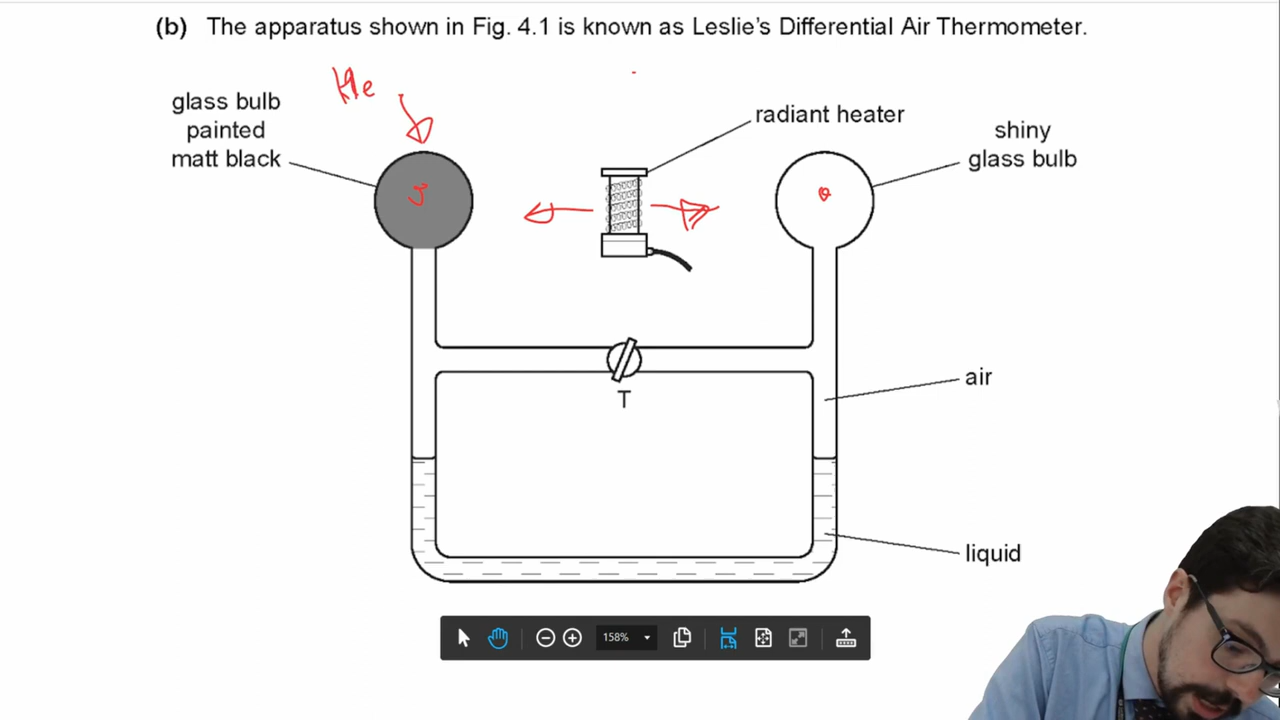 (b) The apparatus shown in Fig. 4.1 is known as Leslie's Differential Air Thermometer.
glass bulb
painted
matt black
radiant heater
shiny
glass bulb
T
air
liquid
158%